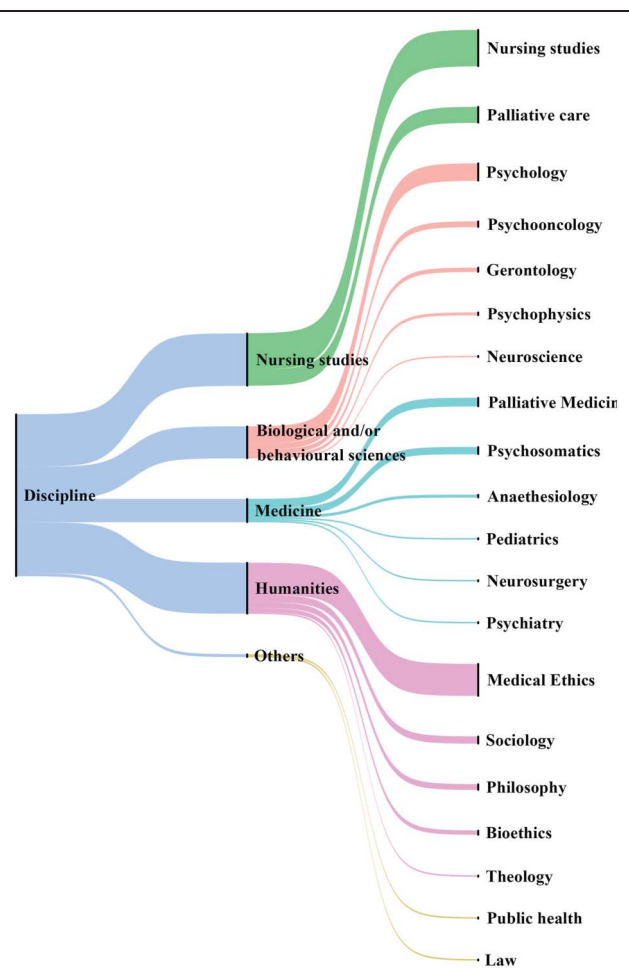 Discipline
Nursing studies
Biological and/or
behavioural sciences
Medicine
Humanities
Others
Nursing studies
Palliative care
Psychology
Psychooncology
Gerontology
Psychophysics
Neuroscience
Palliative Medicin
Psychosomatics
Anaethesiology
Pediatrics
Neurosurgery
Psychiatry
Medical Ethics
Sociology
Philosophy
Bioethics
Theology
Public health
Law